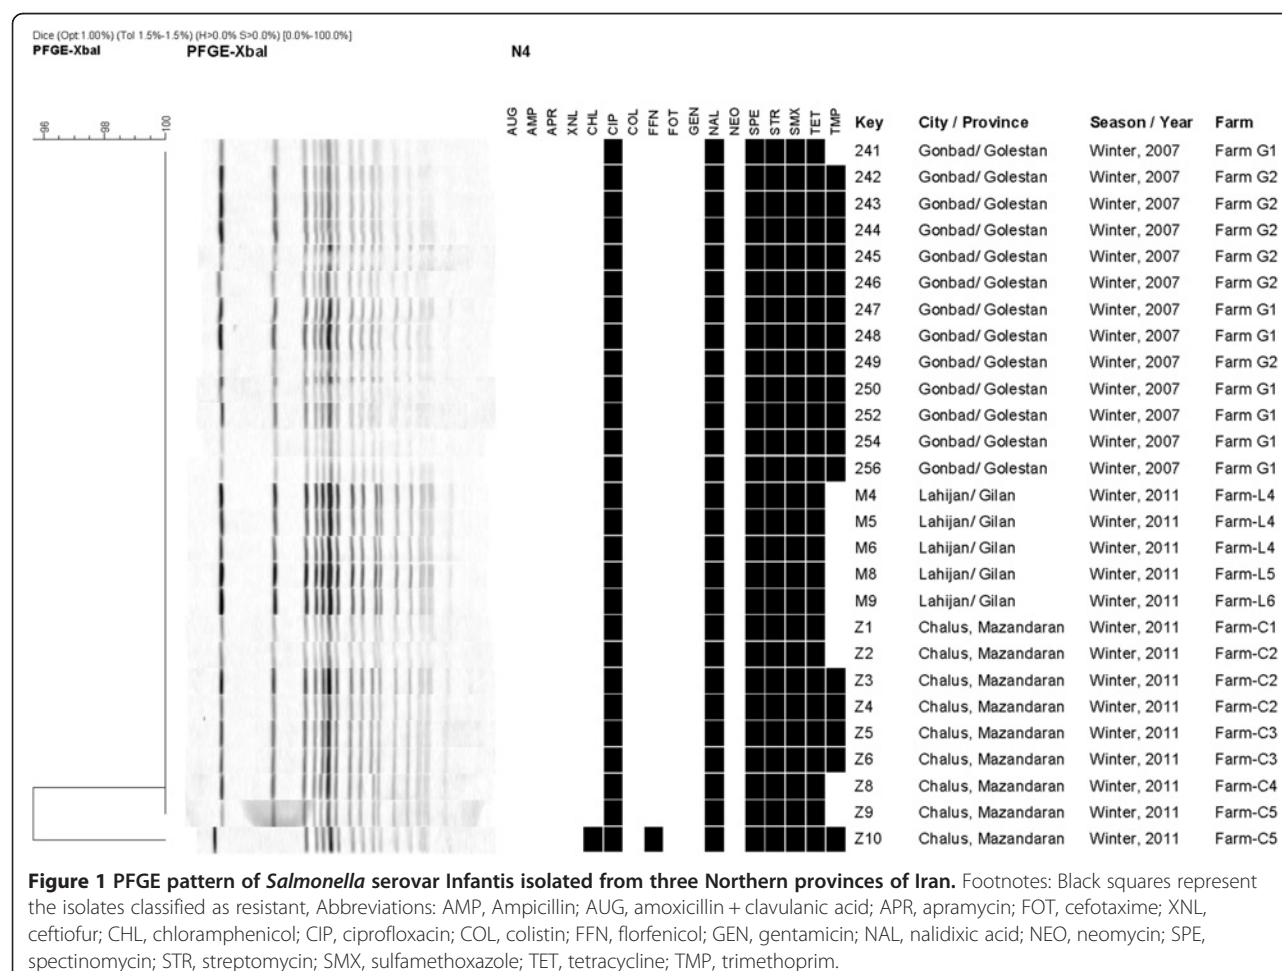 Dice (Opt:1.00%) (Tol 1.5%-1.5%) (H>0.0% S>0.0%) [0.0%-100.0%]
PFGE-XbaI PFGE-XbaI N4
96 98 100 AUG AMP APR XNL CHL CIP COL FFN FOT GEN NAL NEO SPE STR SMX TET TMP Key City / Province Season / Year Farm
241 Gonbad/ Golestan Winter, 2007 Farm G1
242 Gonbad/ Golestan Winter, 2007 Farm G2
243 Gonbad/ Golestan Winter, 2007 Farm G2
244 Gonbad/ Golestan Winter, 2007 Farm G2
245 Gonbad/ Golestan Winter, 2007 Farm G2
246 Gonbad/ Golestan Winter, 2007 Farm G2
247 Gonbad/ Golestan Winter, 2007 Farm G1
248 Gonbad/ Golestan Winter, 2007 Farm G1
249 Gonbad/ Golestan Winter, 2007 Farm G2
250 Gonbad/ Golestan Winter, 2007 Farm G1
252 Gonbad/ Golestan Winter, 2007 Farm G1
254 Gonbad/ Golestan Winter, 2007 Farm G1
256 Gonbad/ Golestan Winter, 2007 Farm G1
M4 Lahijan/ Gilan Winter, 2011 Farm-L4
M5 Lahijan/ Gilan Winter, 2011 Farm-L4
M6 Lahijan/ Gilan Winter, 2011 Farm-L4
M8 Lahijan/ Gilan Winter, 2011 Farm-L5
M9 Lahijan/ Gilan Winter, 2011 Farm-L6
Z1 Chalus, Mazandaran Winter, 2011 Farm-C1
Z2 Chalus, Mazandaran Winter, 2011 Farm-C2
Z3 Chalus, Mazandaran Winter, 2011 Farm-C2
Z4 Chalus, Mazandaran Winter, 2011 Farm-C2
Z5 Chalus, Mazandaran Winter, 2011 Farm-C3
Z6 Chalus, Mazandaran Winter, 2011 Farm-C3
Z8 Chalus, Mazandaran Winter, 2011 Farm-C4
Z9 Chalus, Mazandaran Winter, 2011 Farm-C5
Z10 Chalus, Mazandaran Winter, 2011 Farm-C5
Figure 1 PFGE pattern of Salmonella serovar Infantis isolated from three Northern provinces of Iran. Footnotes: Black squares represent
the isolates classified as resistant, Abbreviations: AMP, Ampicillin; AUG, amoxicillin + clavulanic acid; APR, apramycin; FOT, cefotaxime; XNL,
ceftiofur; CHL, chloramphenicol; CIP, ciprofloxacin; COL, colistin; FFN, florfenicol; GEN, gentamicin; NAL, nalidixic acid; NEO, neomycin; SPE,
spectinomycin; STR, streptomycin; SMX, sulfamethoxazole; TET, tetracycline; TMP, trimethoprim.